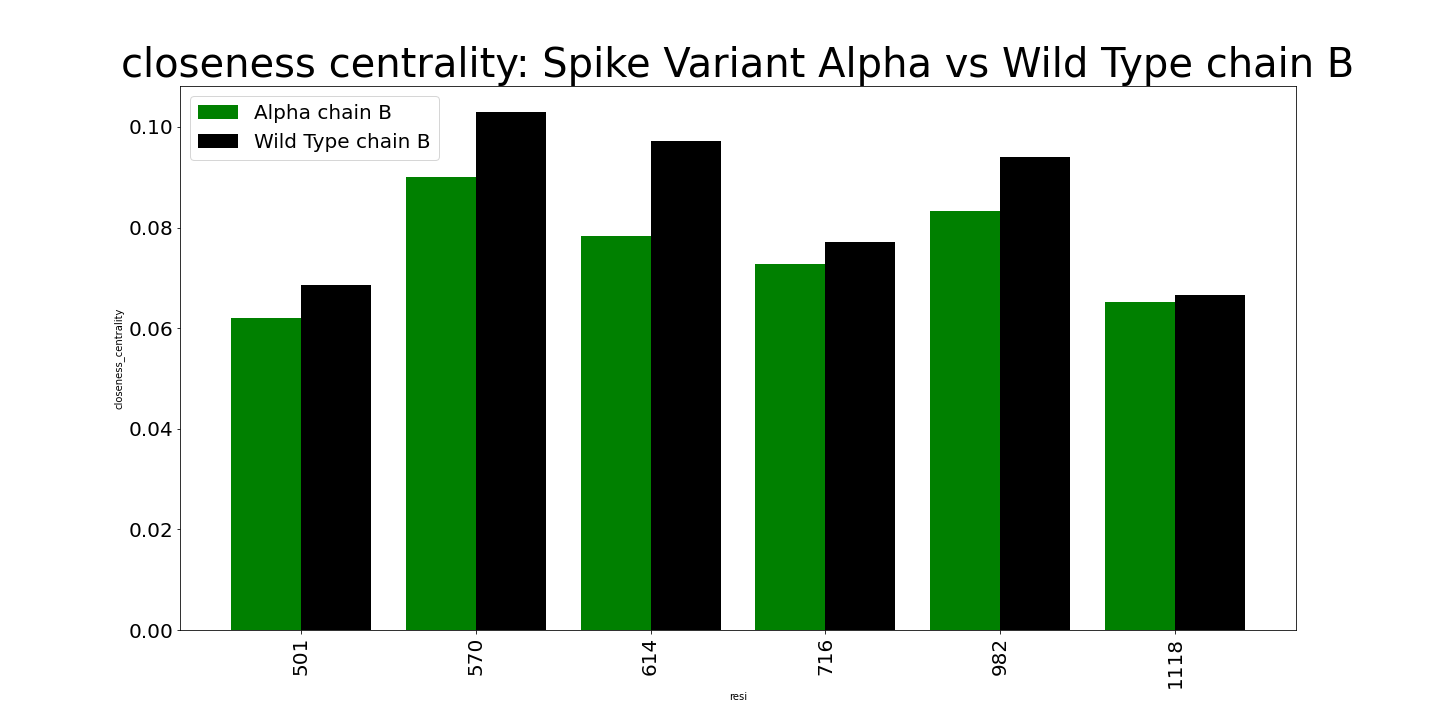 closeness centrality: Spike Variant Alpha vs Wild Type chain B
Alpha chain B
Wild Type chain B
0.10
0.08
0.06
0.04
0.02
0.00
closeness_centrality
501
570
614
716
982
1118
resi